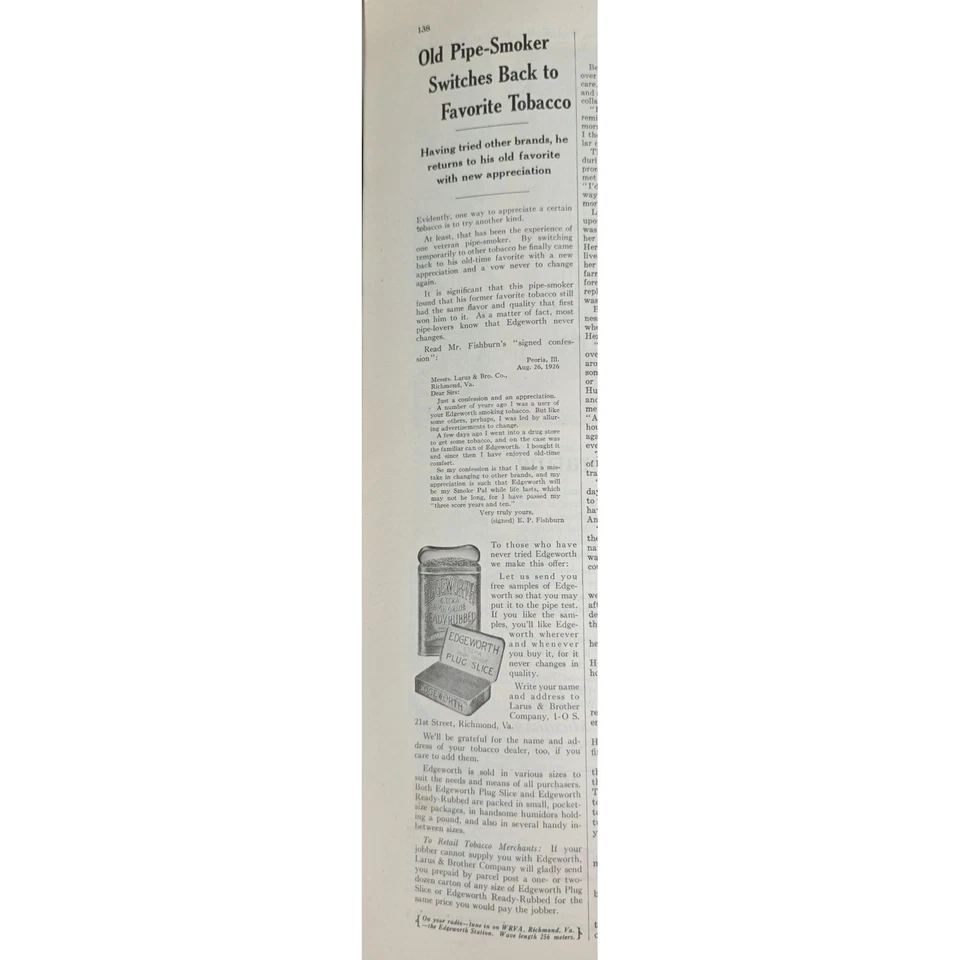 138
Old Pipe-Smoker
Switches Back to
Favorite Tobacco
Having tried other brands, he
returns to his old favorite
with new appreciation
Evidently, one way to appreciate a certain
tobacco is to try another kind.
At least, that has been the experience of
one veteran pipe-smoker. By switching
temporarily to other tobacco he finally came
back to his old-time favorite with a new
appreciation and a vow never to change
again.
It is significant that this pipe-smoker
found that his former favorite tobacco still
had the same flavor and quality that first
won him to it. As a matter of fact, most
pipe-lovers know that Edgeworth never
changes.
Read Mr. Fishburn's "signed confes-
sion":
Peoria, Ill.
Aug. 26, 1926
Messrs. Larus & Bro. Co.,
Richmond, Va.
Dear Sirs:
Just a confession and an appreciation.
A number of years ago I was a user of
your Edgeworth smoking tobacco. But like
some others, perhaps, I was led by allur-
ing advertisements to change.
A few days ago I went into a drug store
to get some tobacco, and on the case was
the familiar can of Edgeworth. I bought it
and since then I have enjoyed old-time
comfort.
So my confession is that I made a mis-
take in changing to other brands, and my
appreciation is such that Edgeworth will
be my Smoke Pal while life lasts, which
may not be long, for I have passed my
"three score years and ten."
Very truly yours,
(signed) E. P. Fishburn
To those who have
never tried Edgeworth
we make this offer:
Let us send you
free samples of Edge-
worth so that you may
put it to the pipe test.
If you like the sam-
ples, you'll like Edge-
worth wherever
and whenever
you buy it, for it
never changes in
quality.
Write your name
and address to
Larus & Brother
Company, 1-O S.
21st Street, Richmond, Va.
EDGEWORTH
EXTRA
HIGH GRADE
READY-RUBBED
EDGEWORTH
PLUG SLICE
EDGEWORTH
We'll be grateful for the name and ad-
dress of your tobacco dealer, too, if you
care to add them.
Edgeworth is sold in various sizes to
suit the needs and means of all purchasers.
Both Edgeworth Plug Slice and Edgeworth
Ready-Rubbed are packed in small, pocket-
size packages, in handsome humidors hold-
ing a pound, and also in several handy in-
between sizes.
To Retail Tobacco Merchants: If your
jobber cannot supply you with Edgeworth,
Larus & Brother Company will gladly send
you prepaid by parcel post a one- or two-
dozen carton of any size of Edgeworth Plug
Slice or Edgeworth Ready-Rubbed for the
same price you would pay the jobber.
{On your radio—tune in on WRVA, Richmond, Va.
—the Edgeworth Station. Wave length 256 meters.}